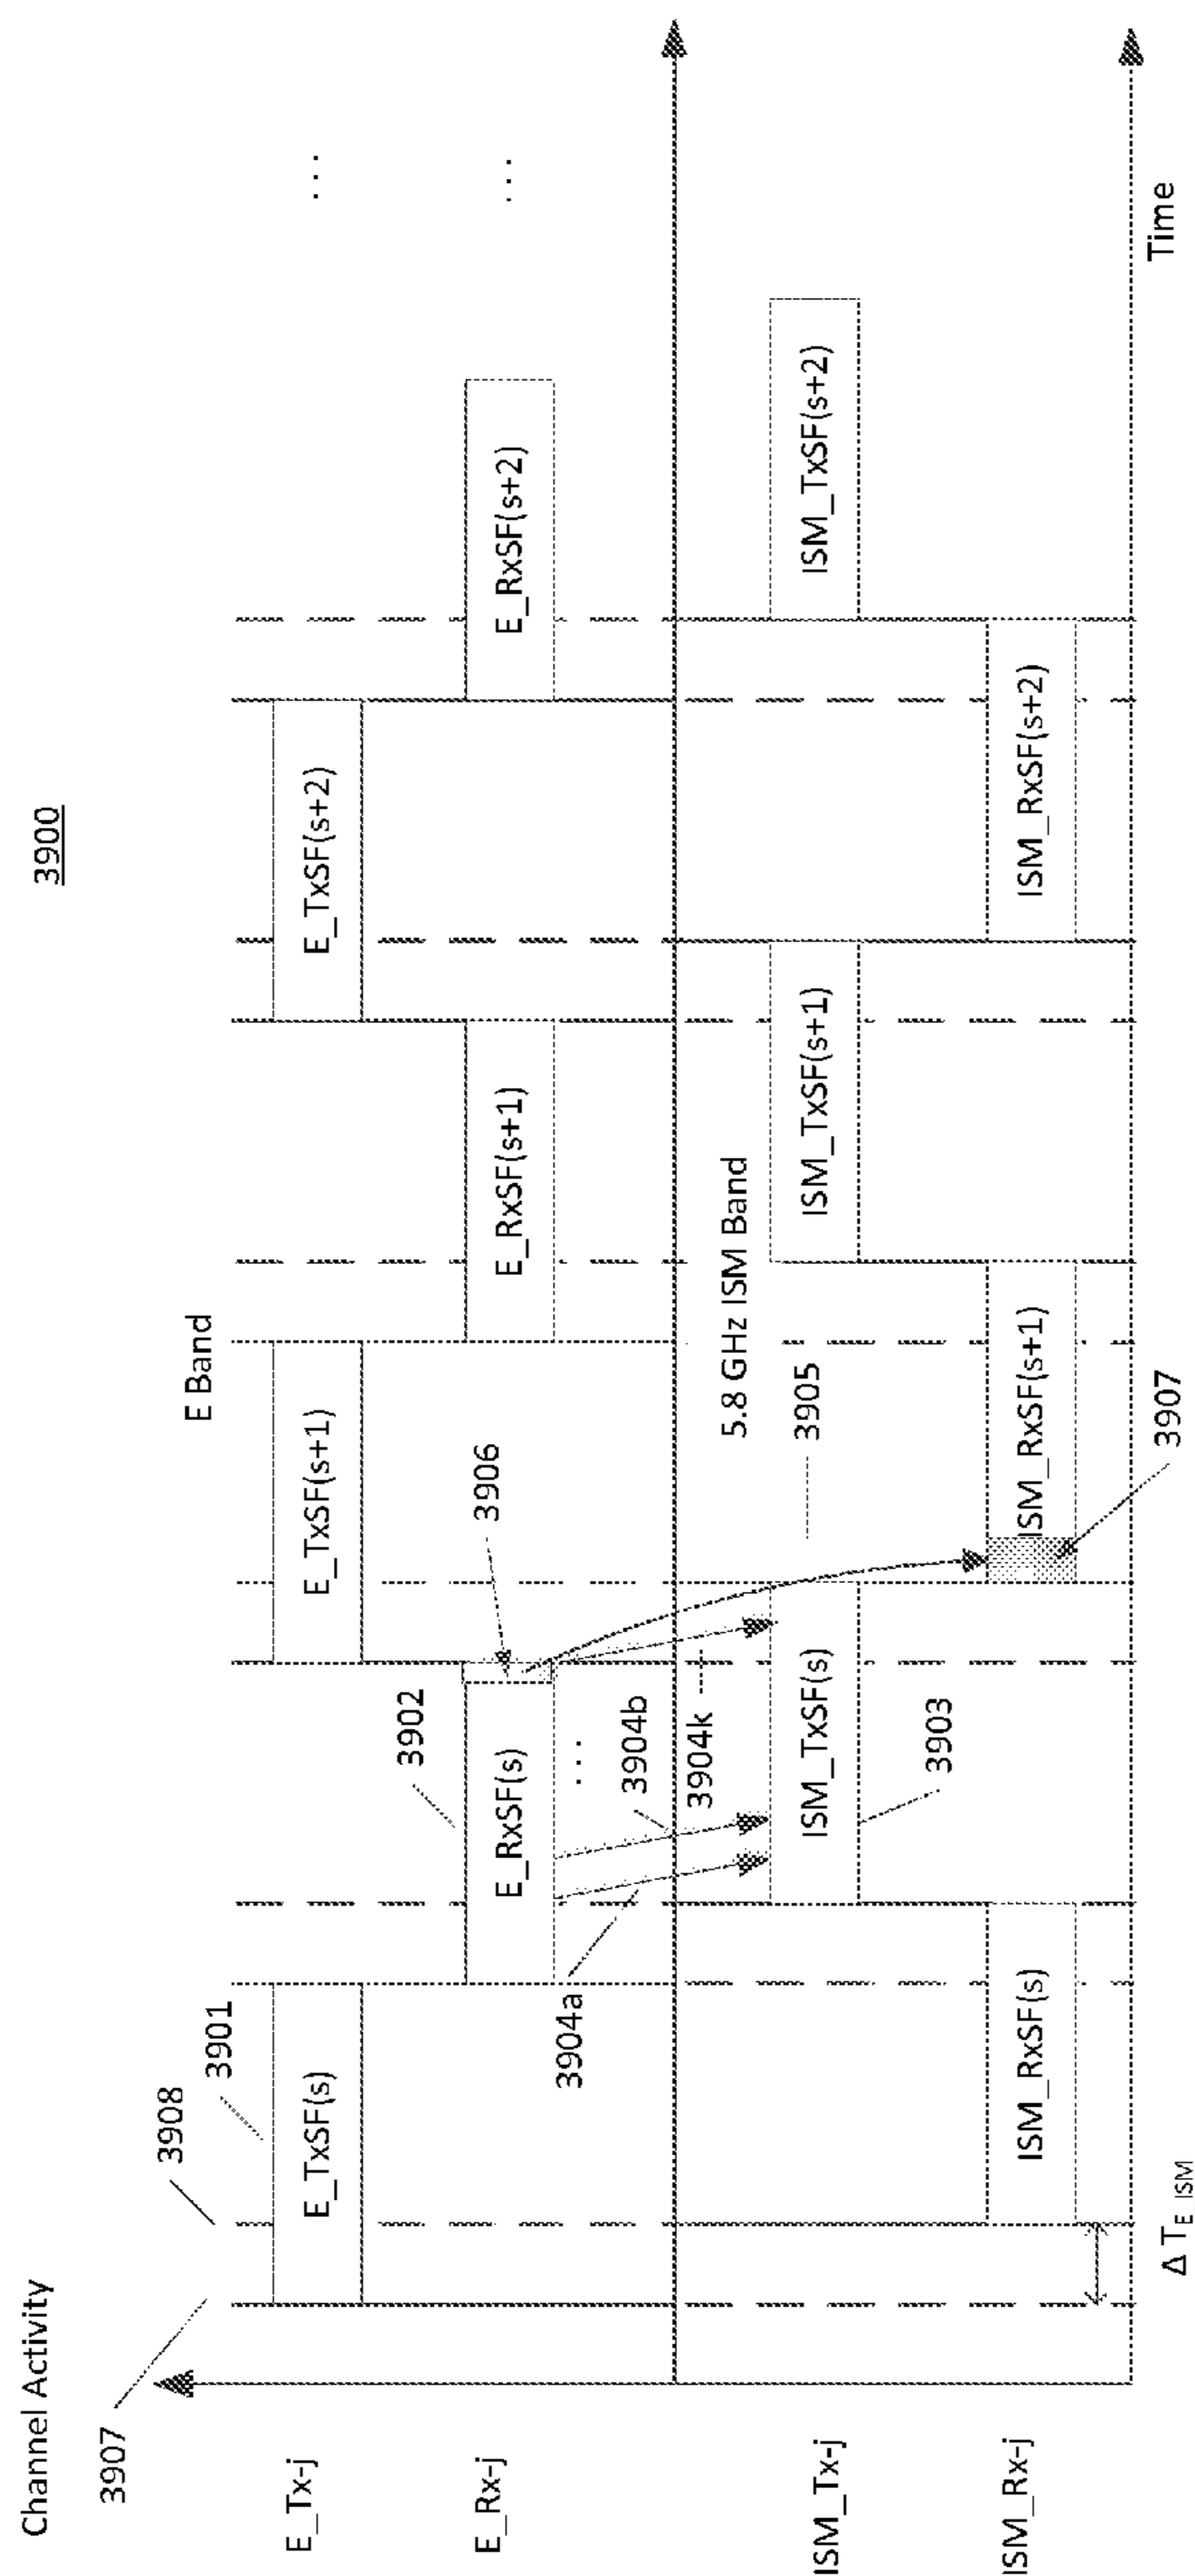 3900
Channel Activity
E Band
3907
3908
3901
E_Tx-j
E_TxSF(s)
E_TxSF(s+1)
E_TxSF(s+2)
...
3902
3906
E_Rx-j
E_RxSF(s)
E_RxSF(s+1)
E_RxSF(s+2)
...
...
3904a
3904b
3904k
5.8 GHz ISM Band
3905
ISM_Tx-j
ISM_TxSF(s)
ISM_TxSF(s+1)
ISM_TxSF(s+2)
3903
ISM_Rx-j
ISM_RxSF(s)
ISM_RxSF(s+1)
ISM_RxSF(s+2)
3907
Δ T E_ISM
Time